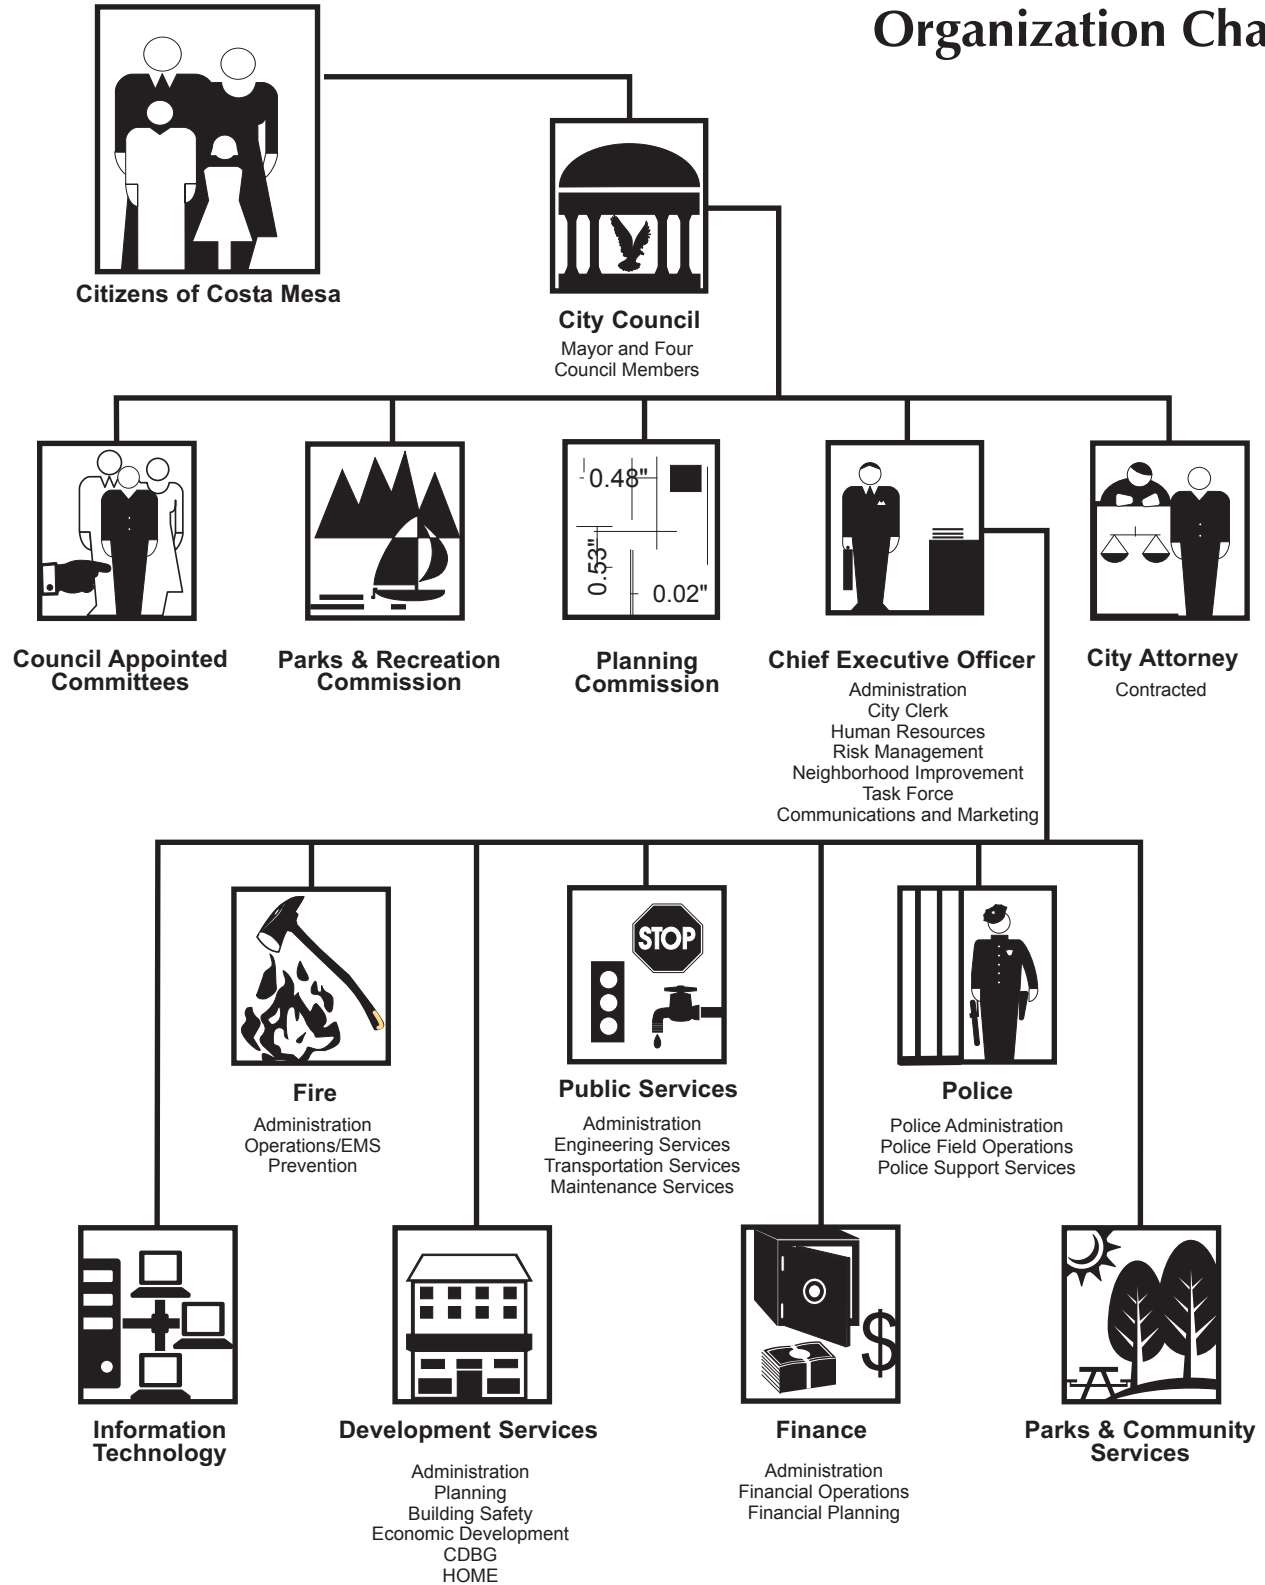 Organization Cha
Citizens of Costa Mesa
City Council
Mayor and Four
Council Members
0.48"
0.53"
0.02"
Council Appointed
Committees
Parks & Recreation
Commission
Planning
Commission
Chief Executive Officer
Administration
City Clerk
Human Resources
Risk Management
Neighborhood Improvement
Task Force
Communications and Marketing
City Attorney
Contracted
STOP
Fire
Administration
Operations/EMS
Prevention
Public Services
Administration
Engineering Services
Transportation Services
Maintenance Services
Police
Police Administration
Police Field Operations
Police Support Services
$
Information
Technology
Development Services
Administration
Planning
Building Safety
Economic Development
CDBG
HOME
Finance
Administration
Financial Operations
Financial Planning
Parks & Community
Services